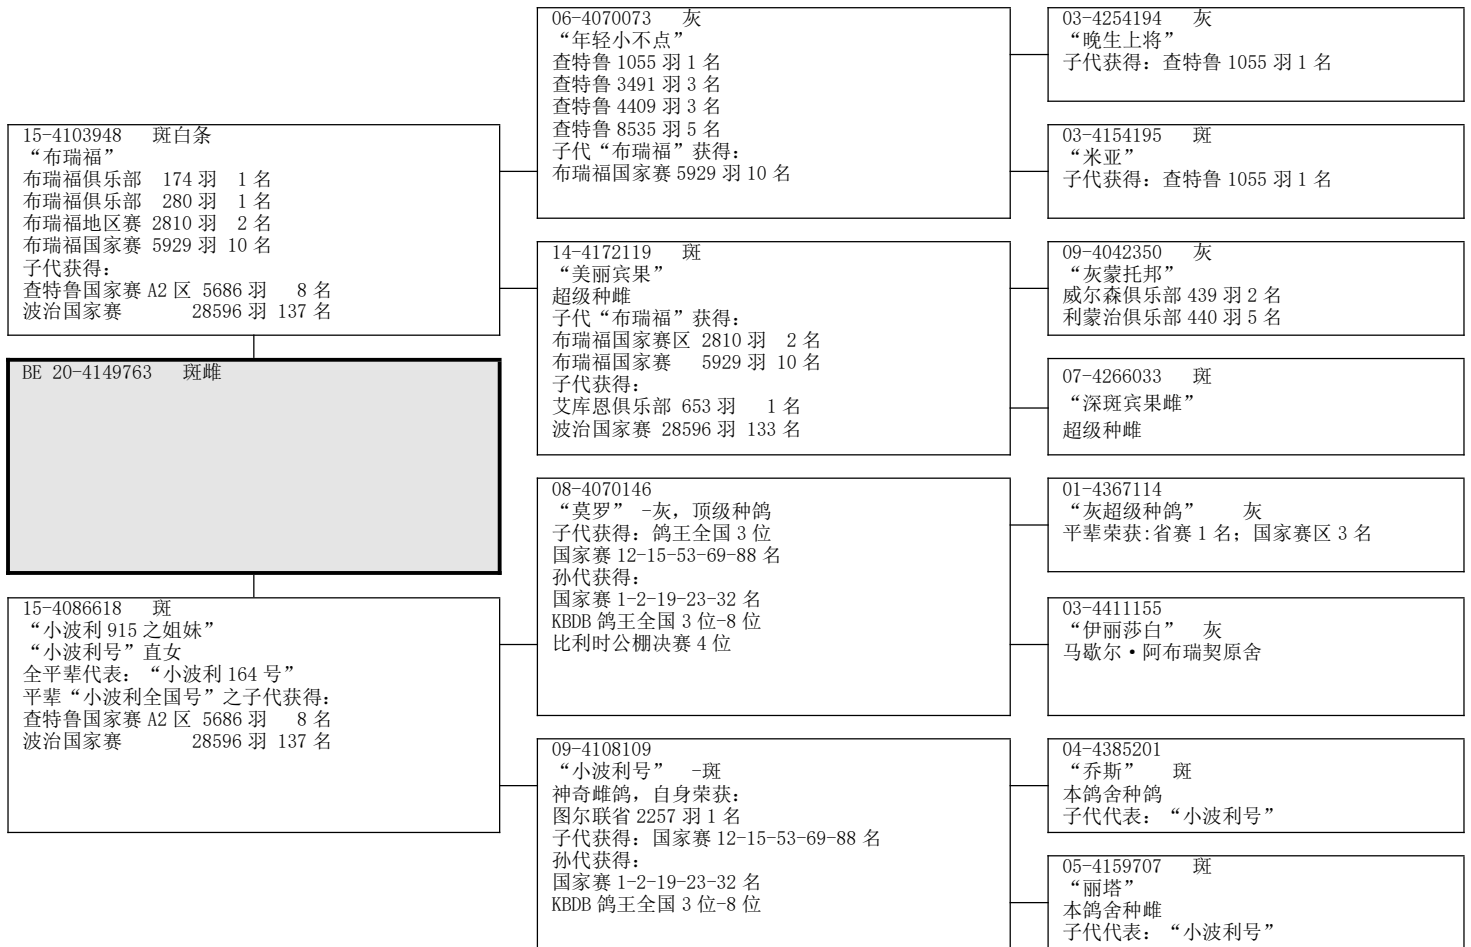 15-4103948 斑白条
“布瑞福”
布瑞福俱乐部 174 羽 1 名
布瑞福俱乐部 280 羽 1 名
布瑞福地区赛 2810 羽 2 名
布瑞福国家赛 5929 羽 10 名
子代获得：
查特鲁国家赛 A2 区 5686 羽 8 名
波治国家赛 28596 羽 137 名
BE 20-4149763 斑雌
15-4086618 斑
“小波利 915 之姐妹”
“小波利号”直女
全平辈代表：“小波利 164 号”
平辈“小波利全国号”之子代获得：
查特鲁国家赛 A2 区 5686 羽 8 名
波治国家赛 28596 羽 137 名
06-4070073 灰
“年轻小不点”
查特鲁 1055 羽 1 名
查特鲁 3491 羽 3 名
查特鲁 4409 羽 3 名
查特鲁 8535 羽 5 名
子代“布瑞福”获得：
布瑞福国家赛 5929 羽 10 名
14-4172119 斑
“美丽宾果”
超级种雌
子代“布瑞福”获得：
布瑞福国家赛区 2810 羽 2 名
布瑞福国家赛 5929 羽 10 名
子代获得：
艾库恩俱乐部 653 羽 1 名
波治国家赛 28596 羽 133 名
08-4070146
“莫罗” -灰，顶级种鸽
子代获得：鸽王全国 3 位
国家赛 12-15-53-69-88 名
孙代获得：
国家赛 1-2-19-23-32 名
KBDB 鸽王全国 3 位-8 位
比利时公棚决赛 4 位
09-4108109
“小波利号” -斑
神奇雌鸽，自身荣获：
图尔联省 2257 羽 1 名
子代获得：国家赛 12-15-53-69-88 名
孙代获得：
国家赛 1-2-19-23-32 名
KBDB 鸽王全国 3 位-8 位
03-4254194 灰
“晚生上将”
子代获得：查特鲁 1055 羽 1 名
03-4154195 斑
“米亚”
子代获得：查特鲁 1055 羽 1 名
09-4042350 灰
“灰蒙托邦”
威尔森俱乐部 439 羽 2 名
利蒙治俱乐部 440 羽 5 名
07-4266033 斑
“深斑宾果雌”
超级种雌
01-4367114
“灰超级种鸽” 灰
平辈荣获:省赛 1 名；国家赛区 3 名
03-4411155
“伊丽莎白” 灰
马歇尔·阿布瑞契原舍
04-4385201
“乔斯” 斑
本鸽舍种鸽
子代代表：“小波利号”
05-4159707 斑
“丽塔”
本鸽舍种雌
子代代表：“小波利号”